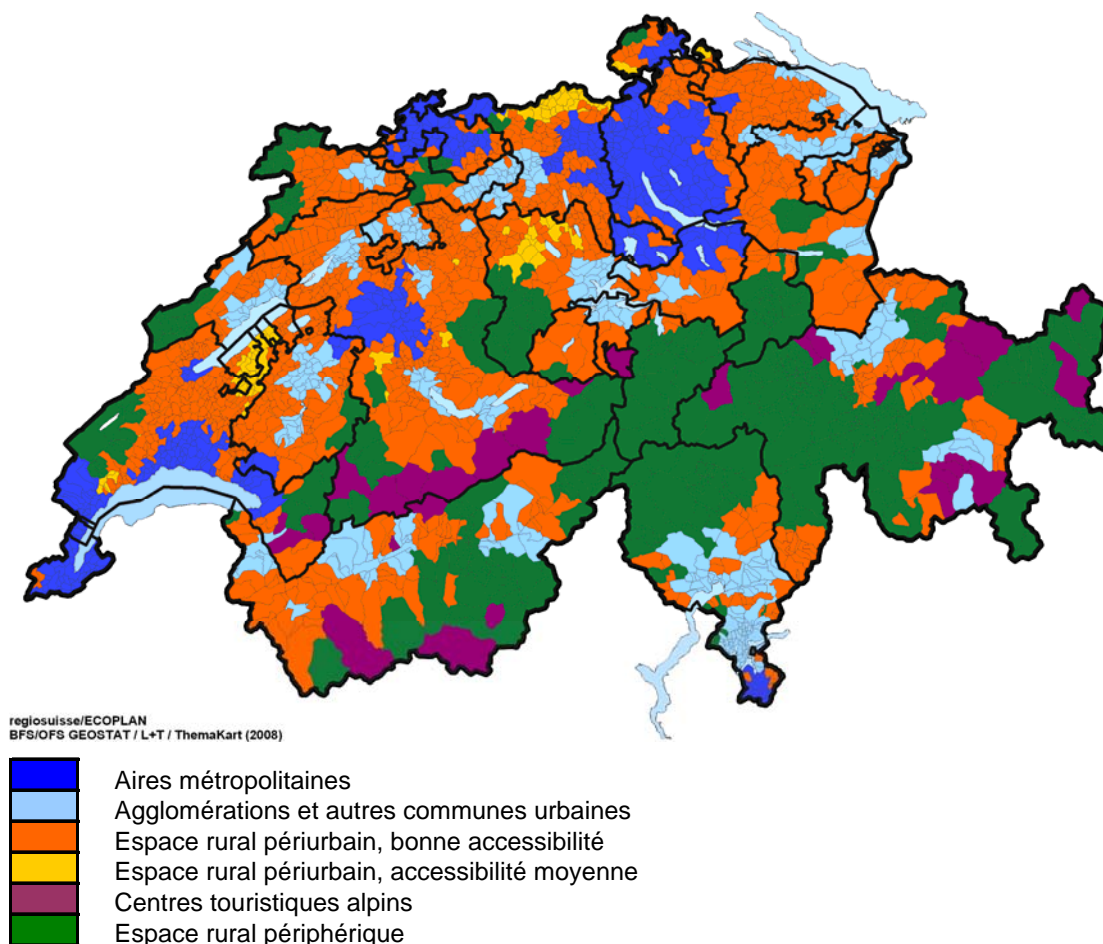 regiosuisse/ECOPLAN
BFS/OFS GEOSTAT / L+T / ThemaKart (2008)
Aires métropolitaines
Agglomérations et autres communes urbaines
Espace rural périurbain, bonne accessibilité
Espace rural périurbain, accessibilité moyenne
Centres touristiques alpins
Espace rural périphérique